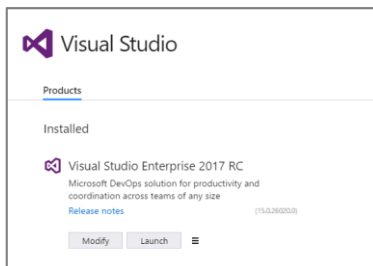 Visual Studio
Products
Installed
Visual Studio Enterprise 2017 RC
Microsoft DevOps solution for productivity and
coordination across teams of any size
Release notes (15.0.26020.0)
Modify Launch